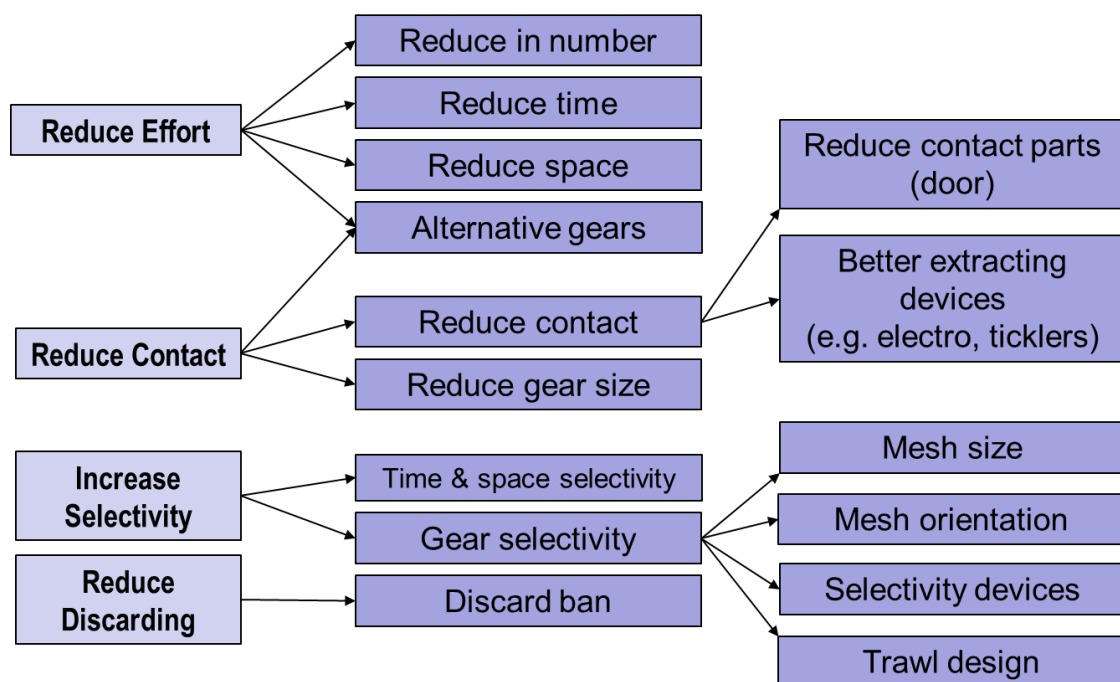 Reduce Effort
Reduce in number
Reduce time
Reduce space
Alternative gears
Reduce Contact
Reduce contact
Reduce gear size
Reduce contact parts
(door)
Better extracting
devices
(e.g. electro, ticklers)
Increase
Selectivity
Time & space selectivity
Gear selectivity
Mesh size
Mesh orientation
Selectivity devices
Trawl design
Reduce
Discarding
Discard ban